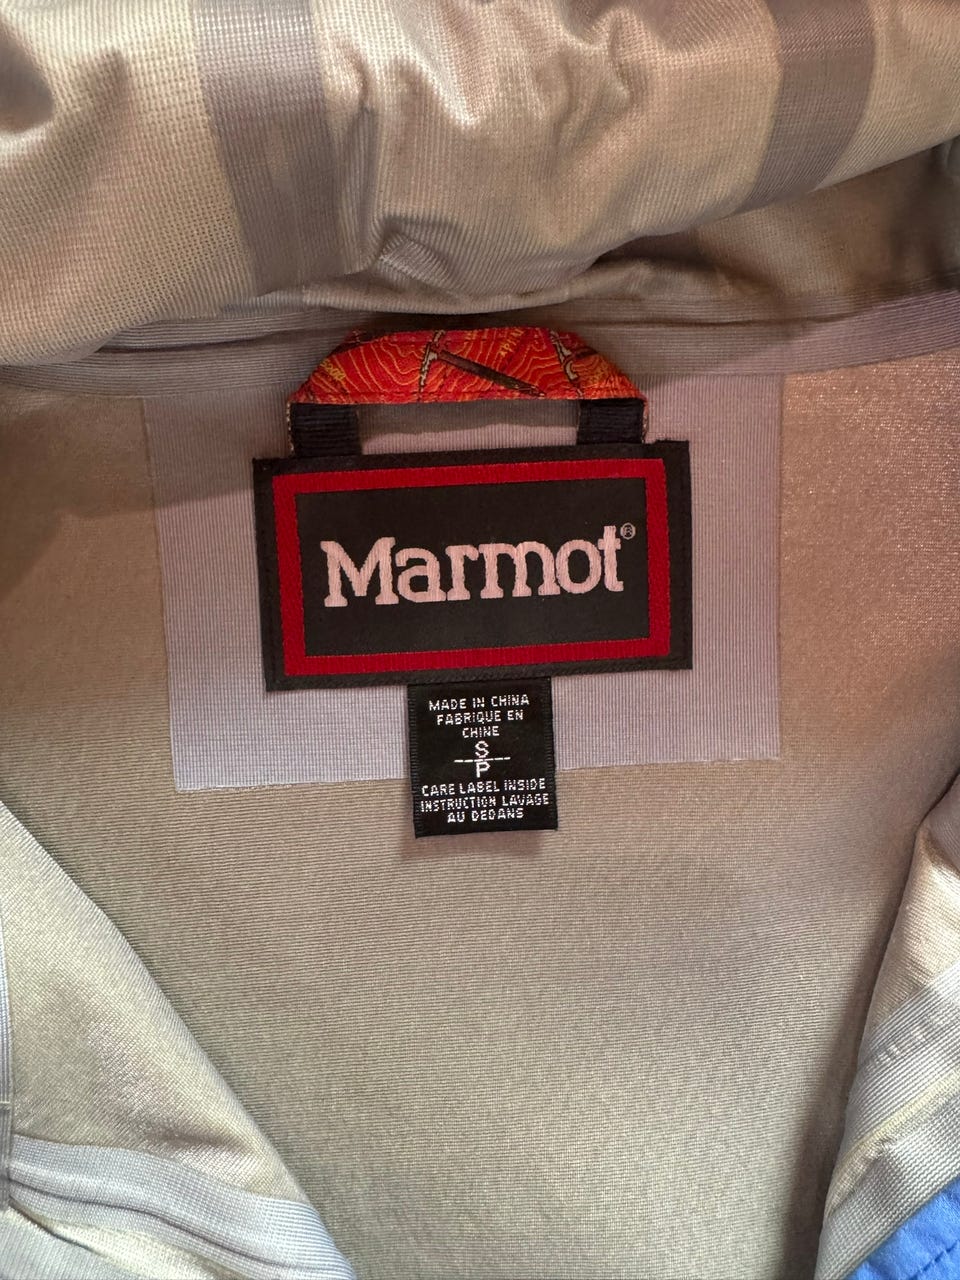 Marmot®
MADE IN CHINA
FABRIQUE EN
CHINE
S
P
CARE LABEL INSIDE
INSTRUCTION LAVAGE
AU DEDANS